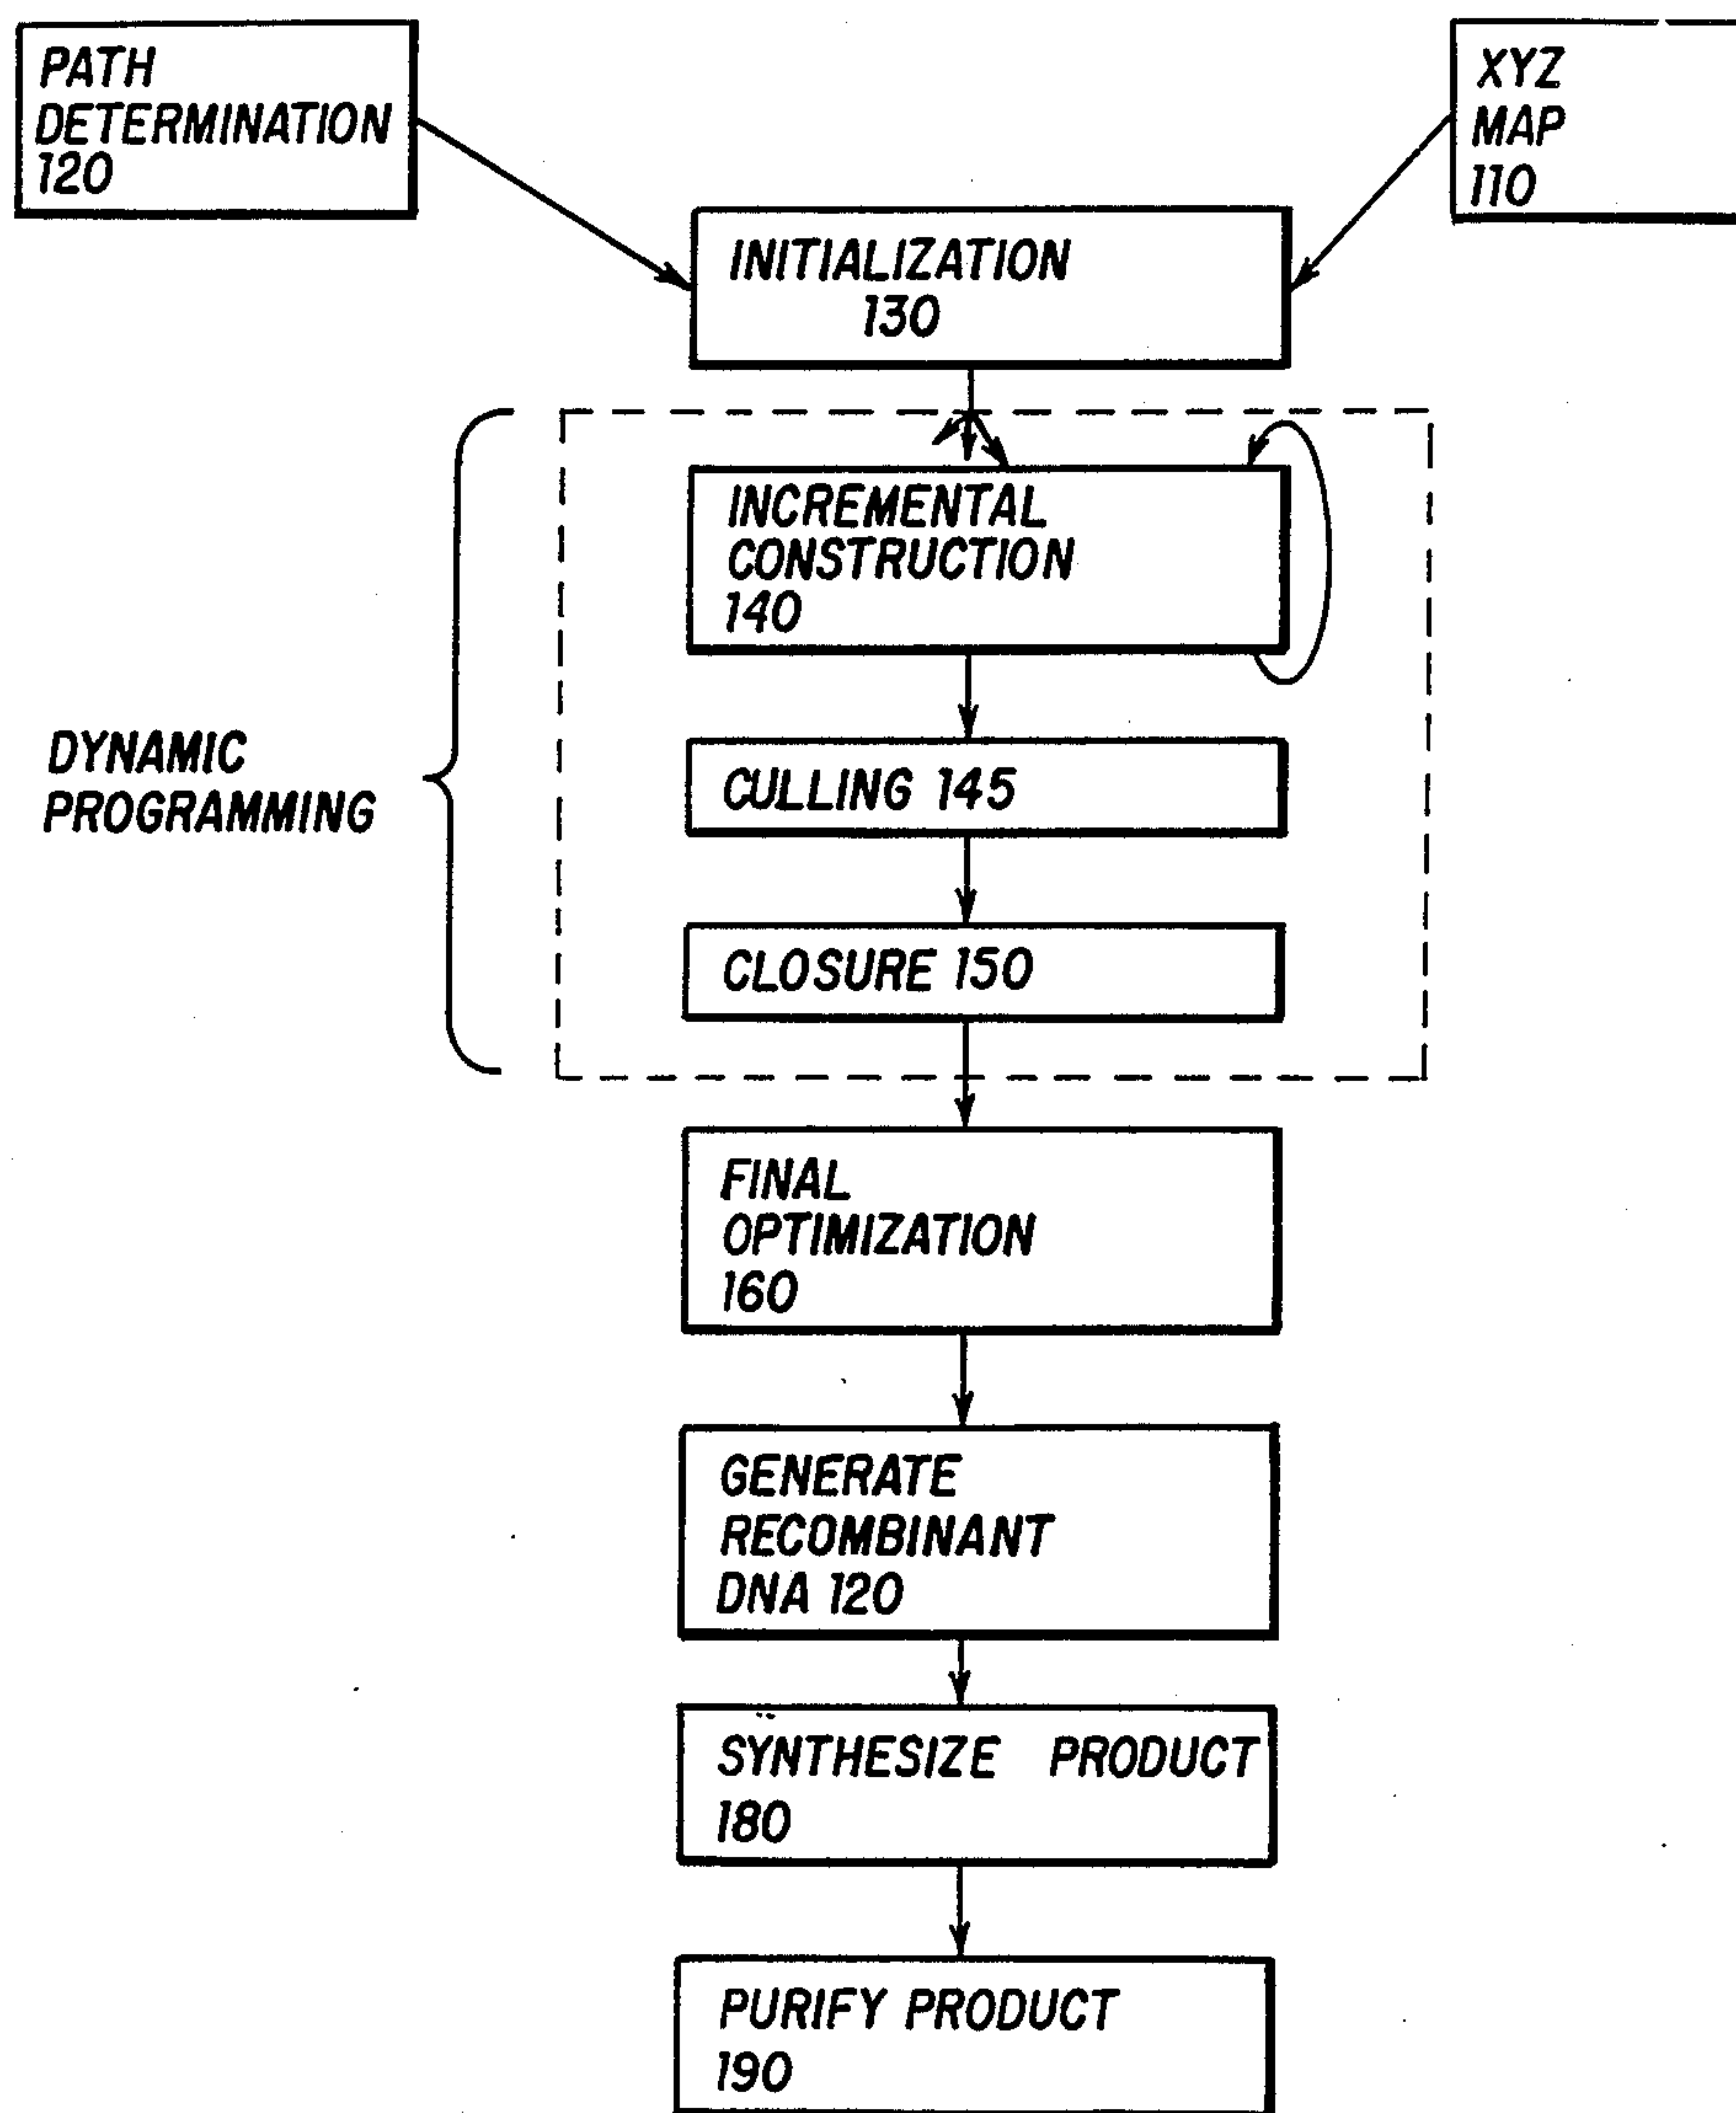 PATH
DETERMINATION
120
XYZ
MAP
110
INITIALIZATION
130
INCREMENTAL
CONSTRUCTION
140
DYNAMIC
PROGRAMMING
CULLING 145
CLOSURE 150
FINAL
OPTIMIZATION
160
GENERATE
RECOMBINANT
DNA 120
SYNTHESIZE PRODUCT
180
PURIFY PRODUCT
190